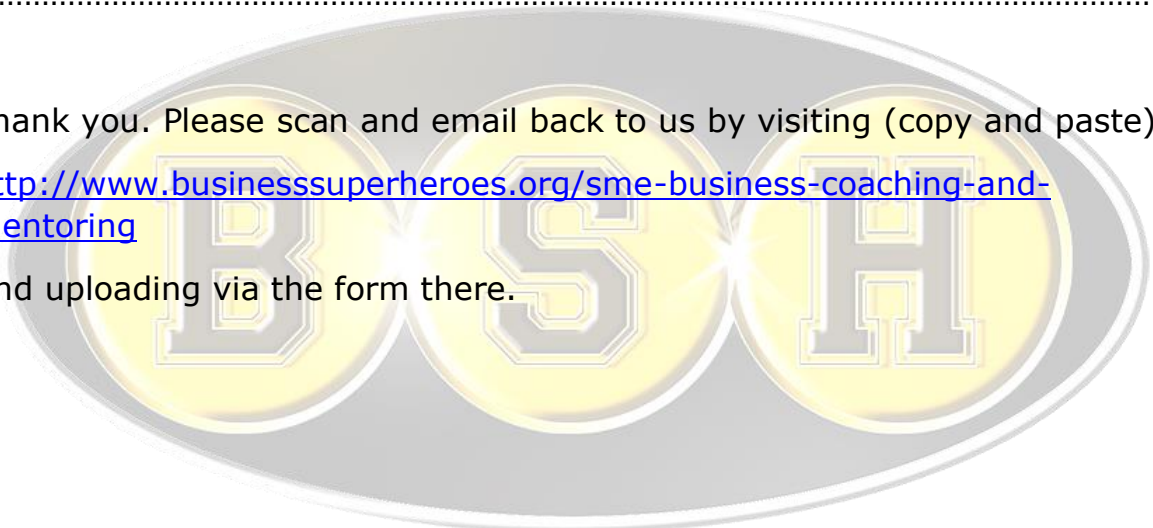 hank you. Please scan and email back to us by visiting (copy and paste)
ttp://www.businesssuperheroes.org/sme-business-coaching-and-
entoring
nd uploading via the form there.
B S H